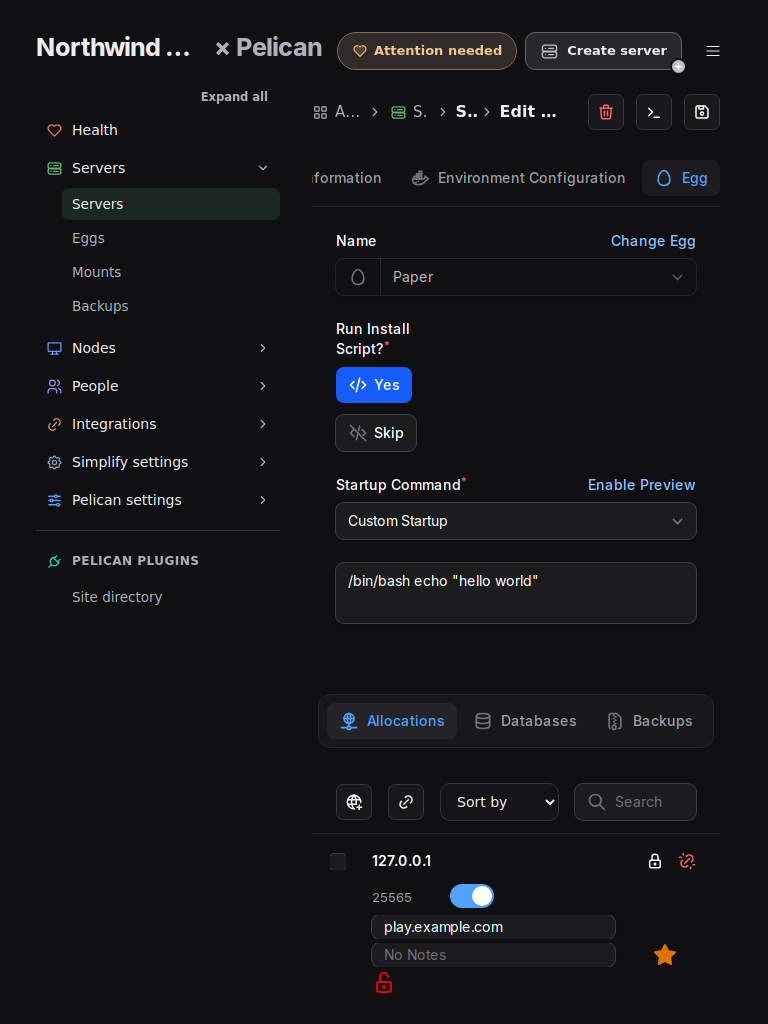 Northwind ... × Pelican
Attention needed
Create server
Expand all
Health
Servers
Servers
Eggs
Mounts
Backups
Nodes
People
Integrations
Simplify settings
Pelican settings
PELICAN PLUGINS
Site directory
A... > S. > S.. > Edit ...
nformation
Environment Configuration
Egg
Name
Change Egg
Paper
Run Install
Script?*
Yes
Skip
Startup Command*
Enable Preview
Custom Startup
/bin/bash echo "hello world"
Allocations
Databases
Backups
Sort by
Search
127.0.0.1
25565
play.example.com
No Notes